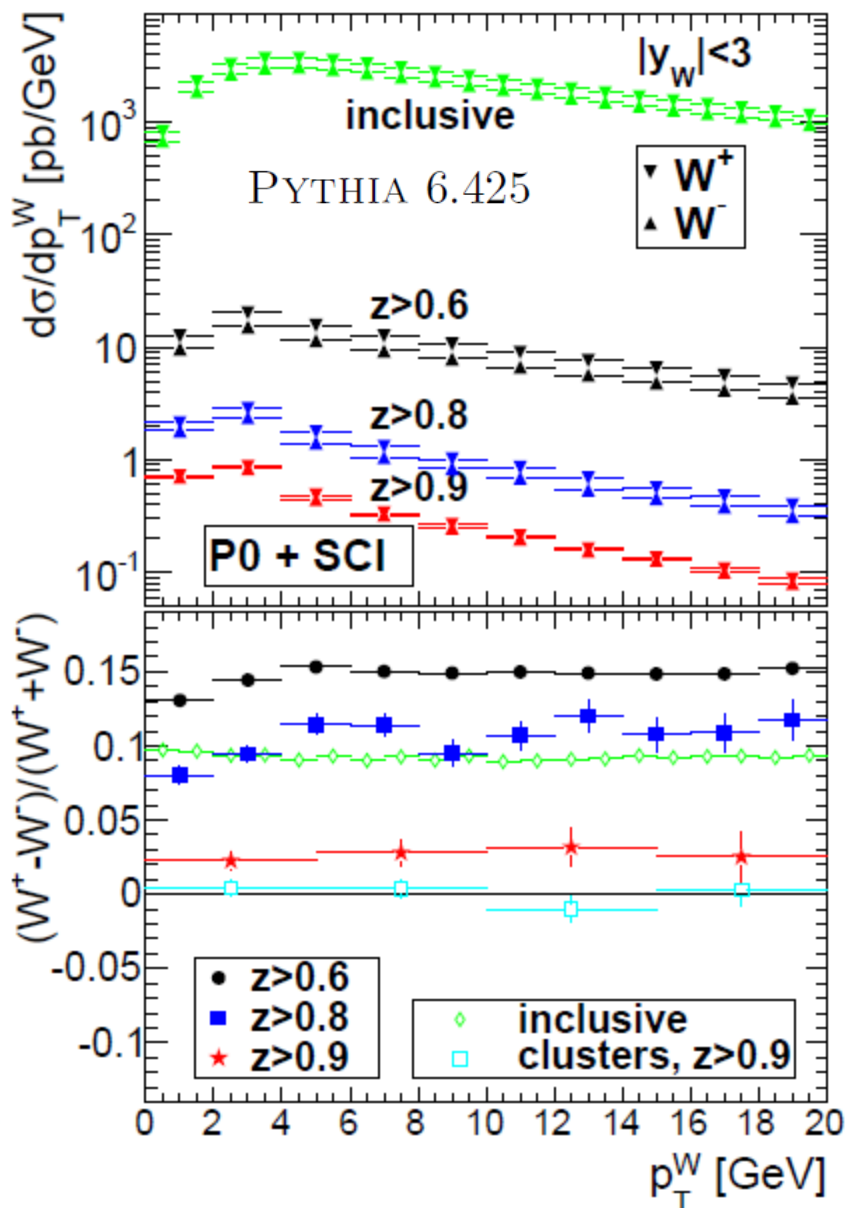 dσ/dp_T^W [pb/GeV]
10^3
10^2
10
1
10^-1
|y_W|<3
inclusive
PYTHIA 6.425
W^+
W^-
z>0.6
z>0.8
z>0.9
P0 + SCI
(W^+-W^-)/(W^++W^-)
0.15
0.1
0.05
0
-0.05
-0.1
z>0.6
z>0.8
z>0.9
inclusive
clusters, z>0.9
0 2 4 6 8 10 12 14 16 18 20
p_T^W [GeV]